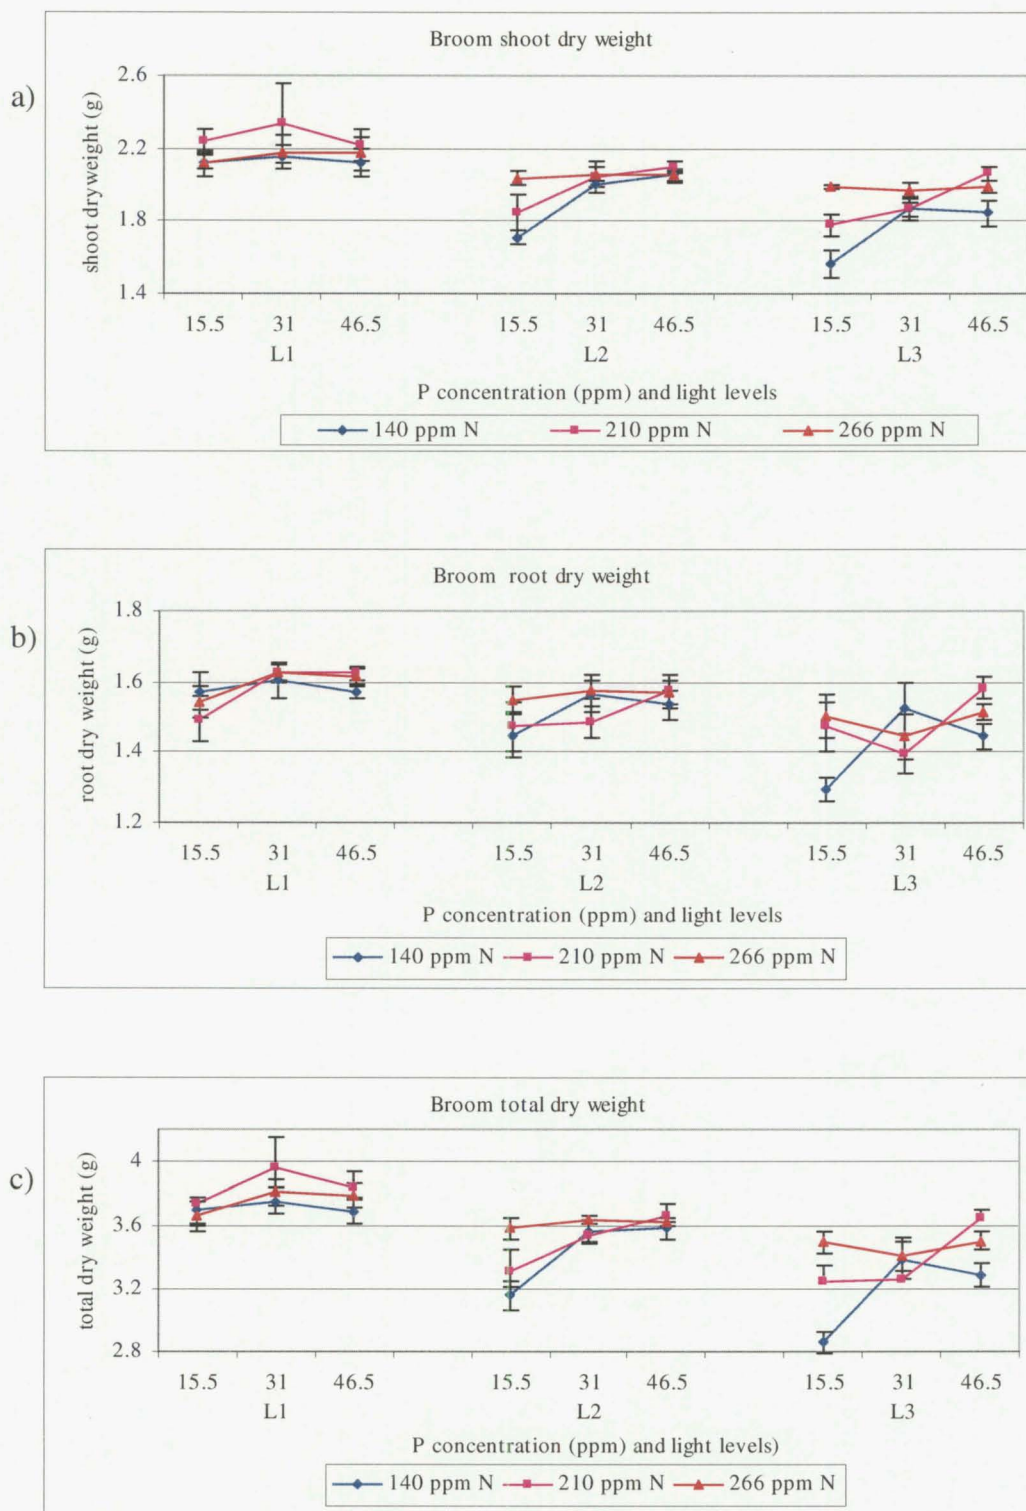 a)
Broom shoot dry weight
shoot dryweight (g)
2.6
2.2
1.8
1.4
15.5 31 46.5 15.5 31 46.5 15.5 31 46.5
L1 L2 L3
P concentration (ppm) and light levels
140 ppm N 210 ppm N 266 ppm N
b)
Broom root dry weight
root dry weight (g)
1.8
1.6
1.4
1.2
15.5 31 46.5 15.5 31 46.5 15.5 31 46.5
L1 L2 L3
P concentration (ppm) and light levels
140 ppm N 210 ppm N 266 ppm N
c)
Broom total dry weight
total dry weight (g)
4
3.6
3.2
2.8
15.5 31 46.5 15.5 31 46.5 15.5 31 46.5
L1 L2 L3
P concentration (ppm) and light levels)
140 ppm N 210 ppm N 266 ppm N